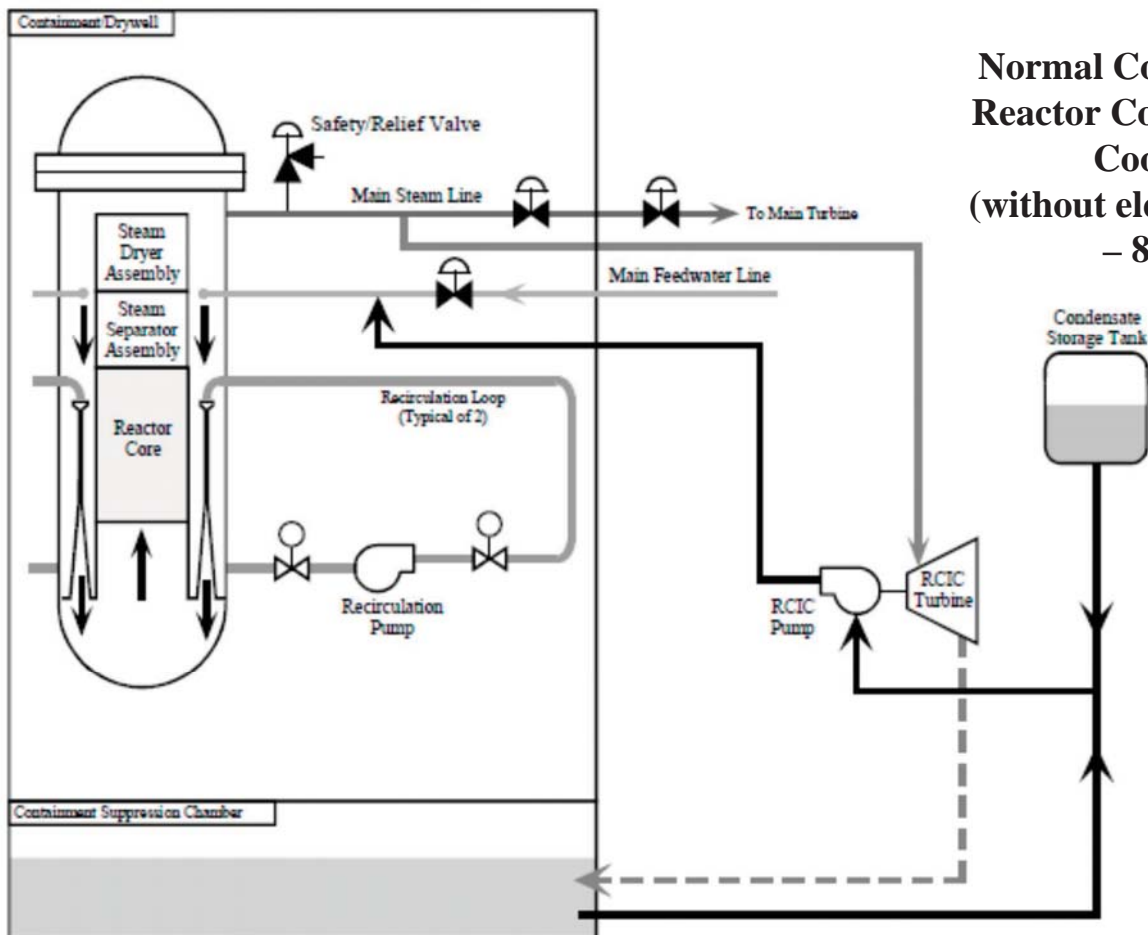 Containment/Drywell
Normal Co
Reactor Co
Coo
(without ele
– 8
Safety/Relief Valve
Main Steam Line
To Main Turbine
Steam
Dryer
Assembly
Main Feedwater Line
Steam
Separator
Assembly
Condensate
Storage Tank
Recirculation Loop
(Typical of 2)
Reactor
Core
RCIC
Turbine
RCIC
Pump
Recirculation
Pump
Containment Suppression Chamber